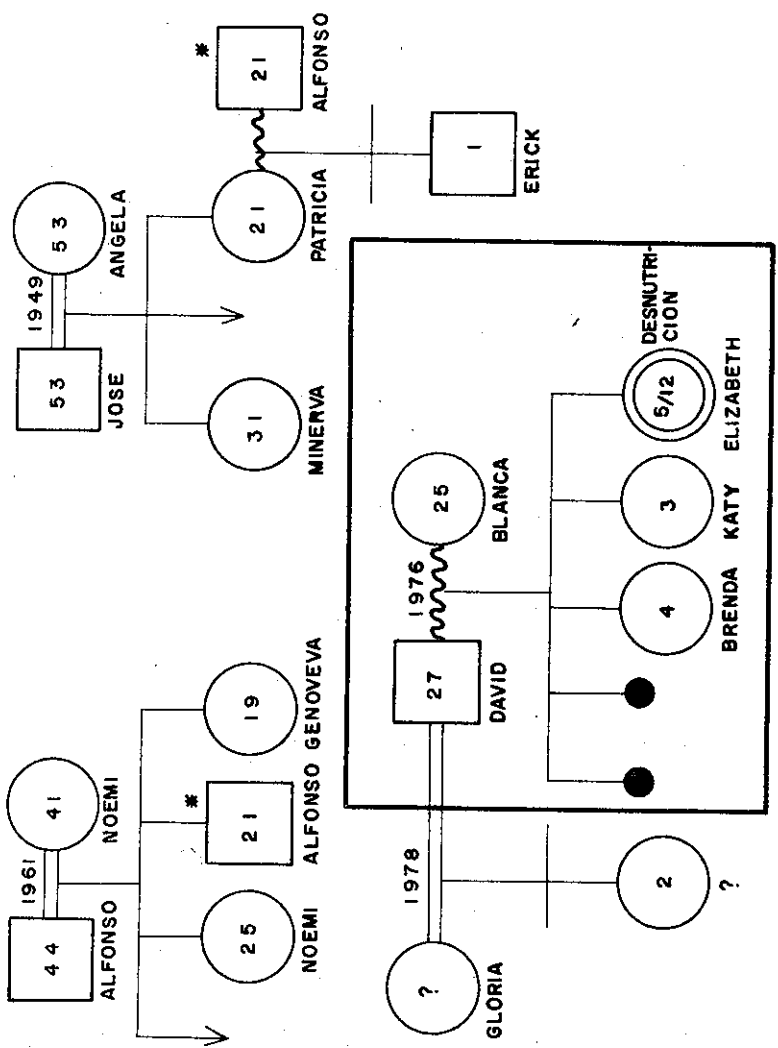 1961
44
ALFONSO
41
NOEMI
25
NOEMI
*
21
ALFONSO
19
GENOVEVA
1949
53
JOSE
53
ANGELA
31
MINERVA
21
PATRICIA
*
21
ALFONSO
1
ERICK
?
GLORIA
1978
2
?
27
DAVID
1976
25
BLANCA
4
BRENDA
3
KATY
5/12
ELIZABETH
DESNUTRI-
CION